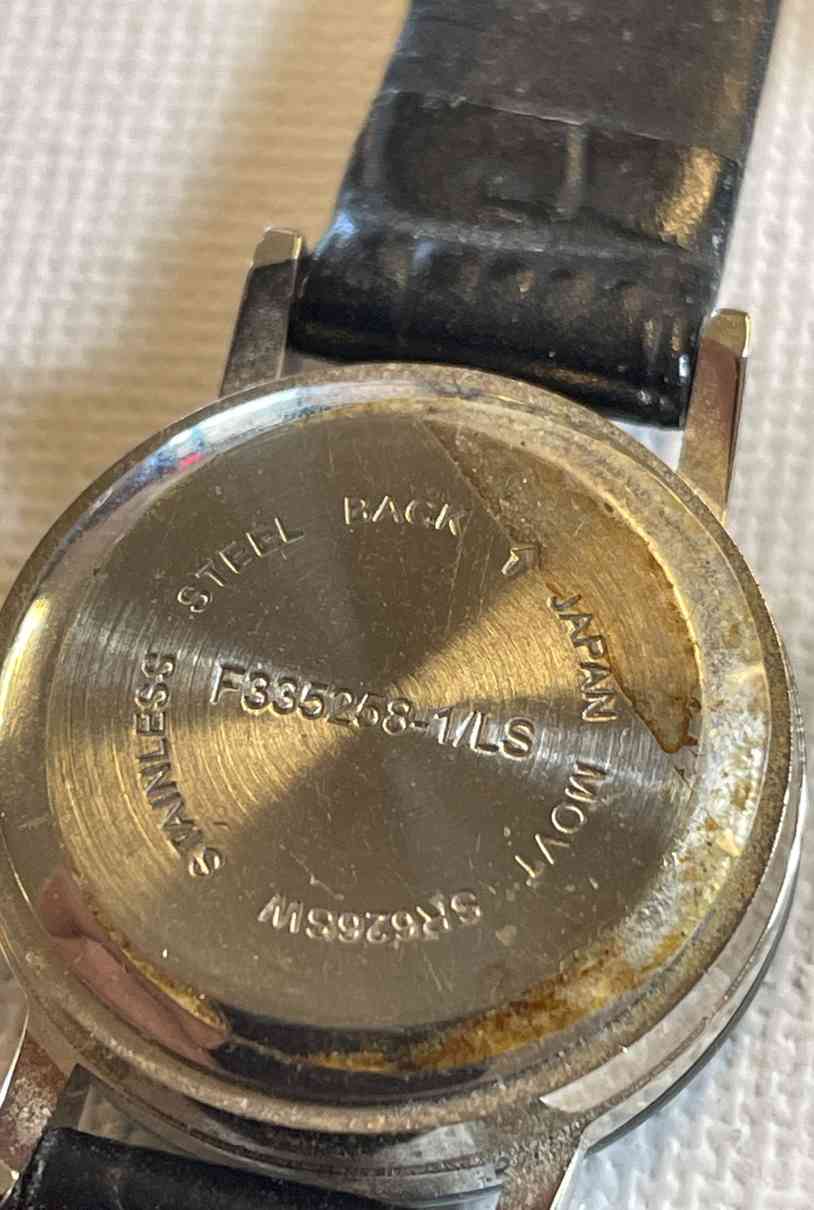 STAINLESS STEEL BACK
JAPAN MOVT
SR626SW
F335258-1/LS